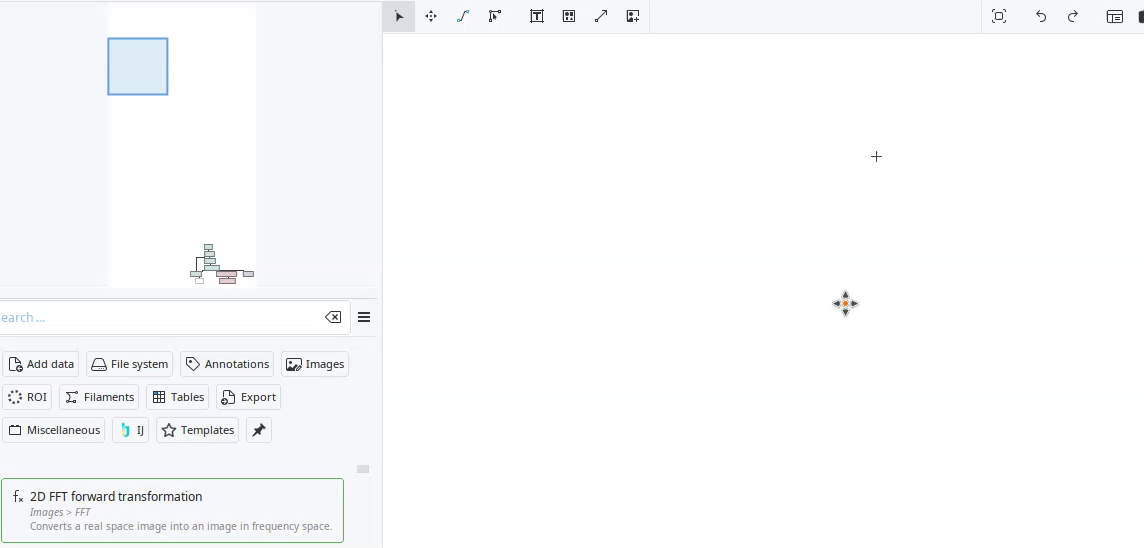 earch ...
Add data
File system
Annotations
Images
ROI
Filaments
Tables
Export
Miscellaneous
IJ
Templates
2D FFT forward transformation
Images > FFT
Converts a real space image into an image in frequency space.